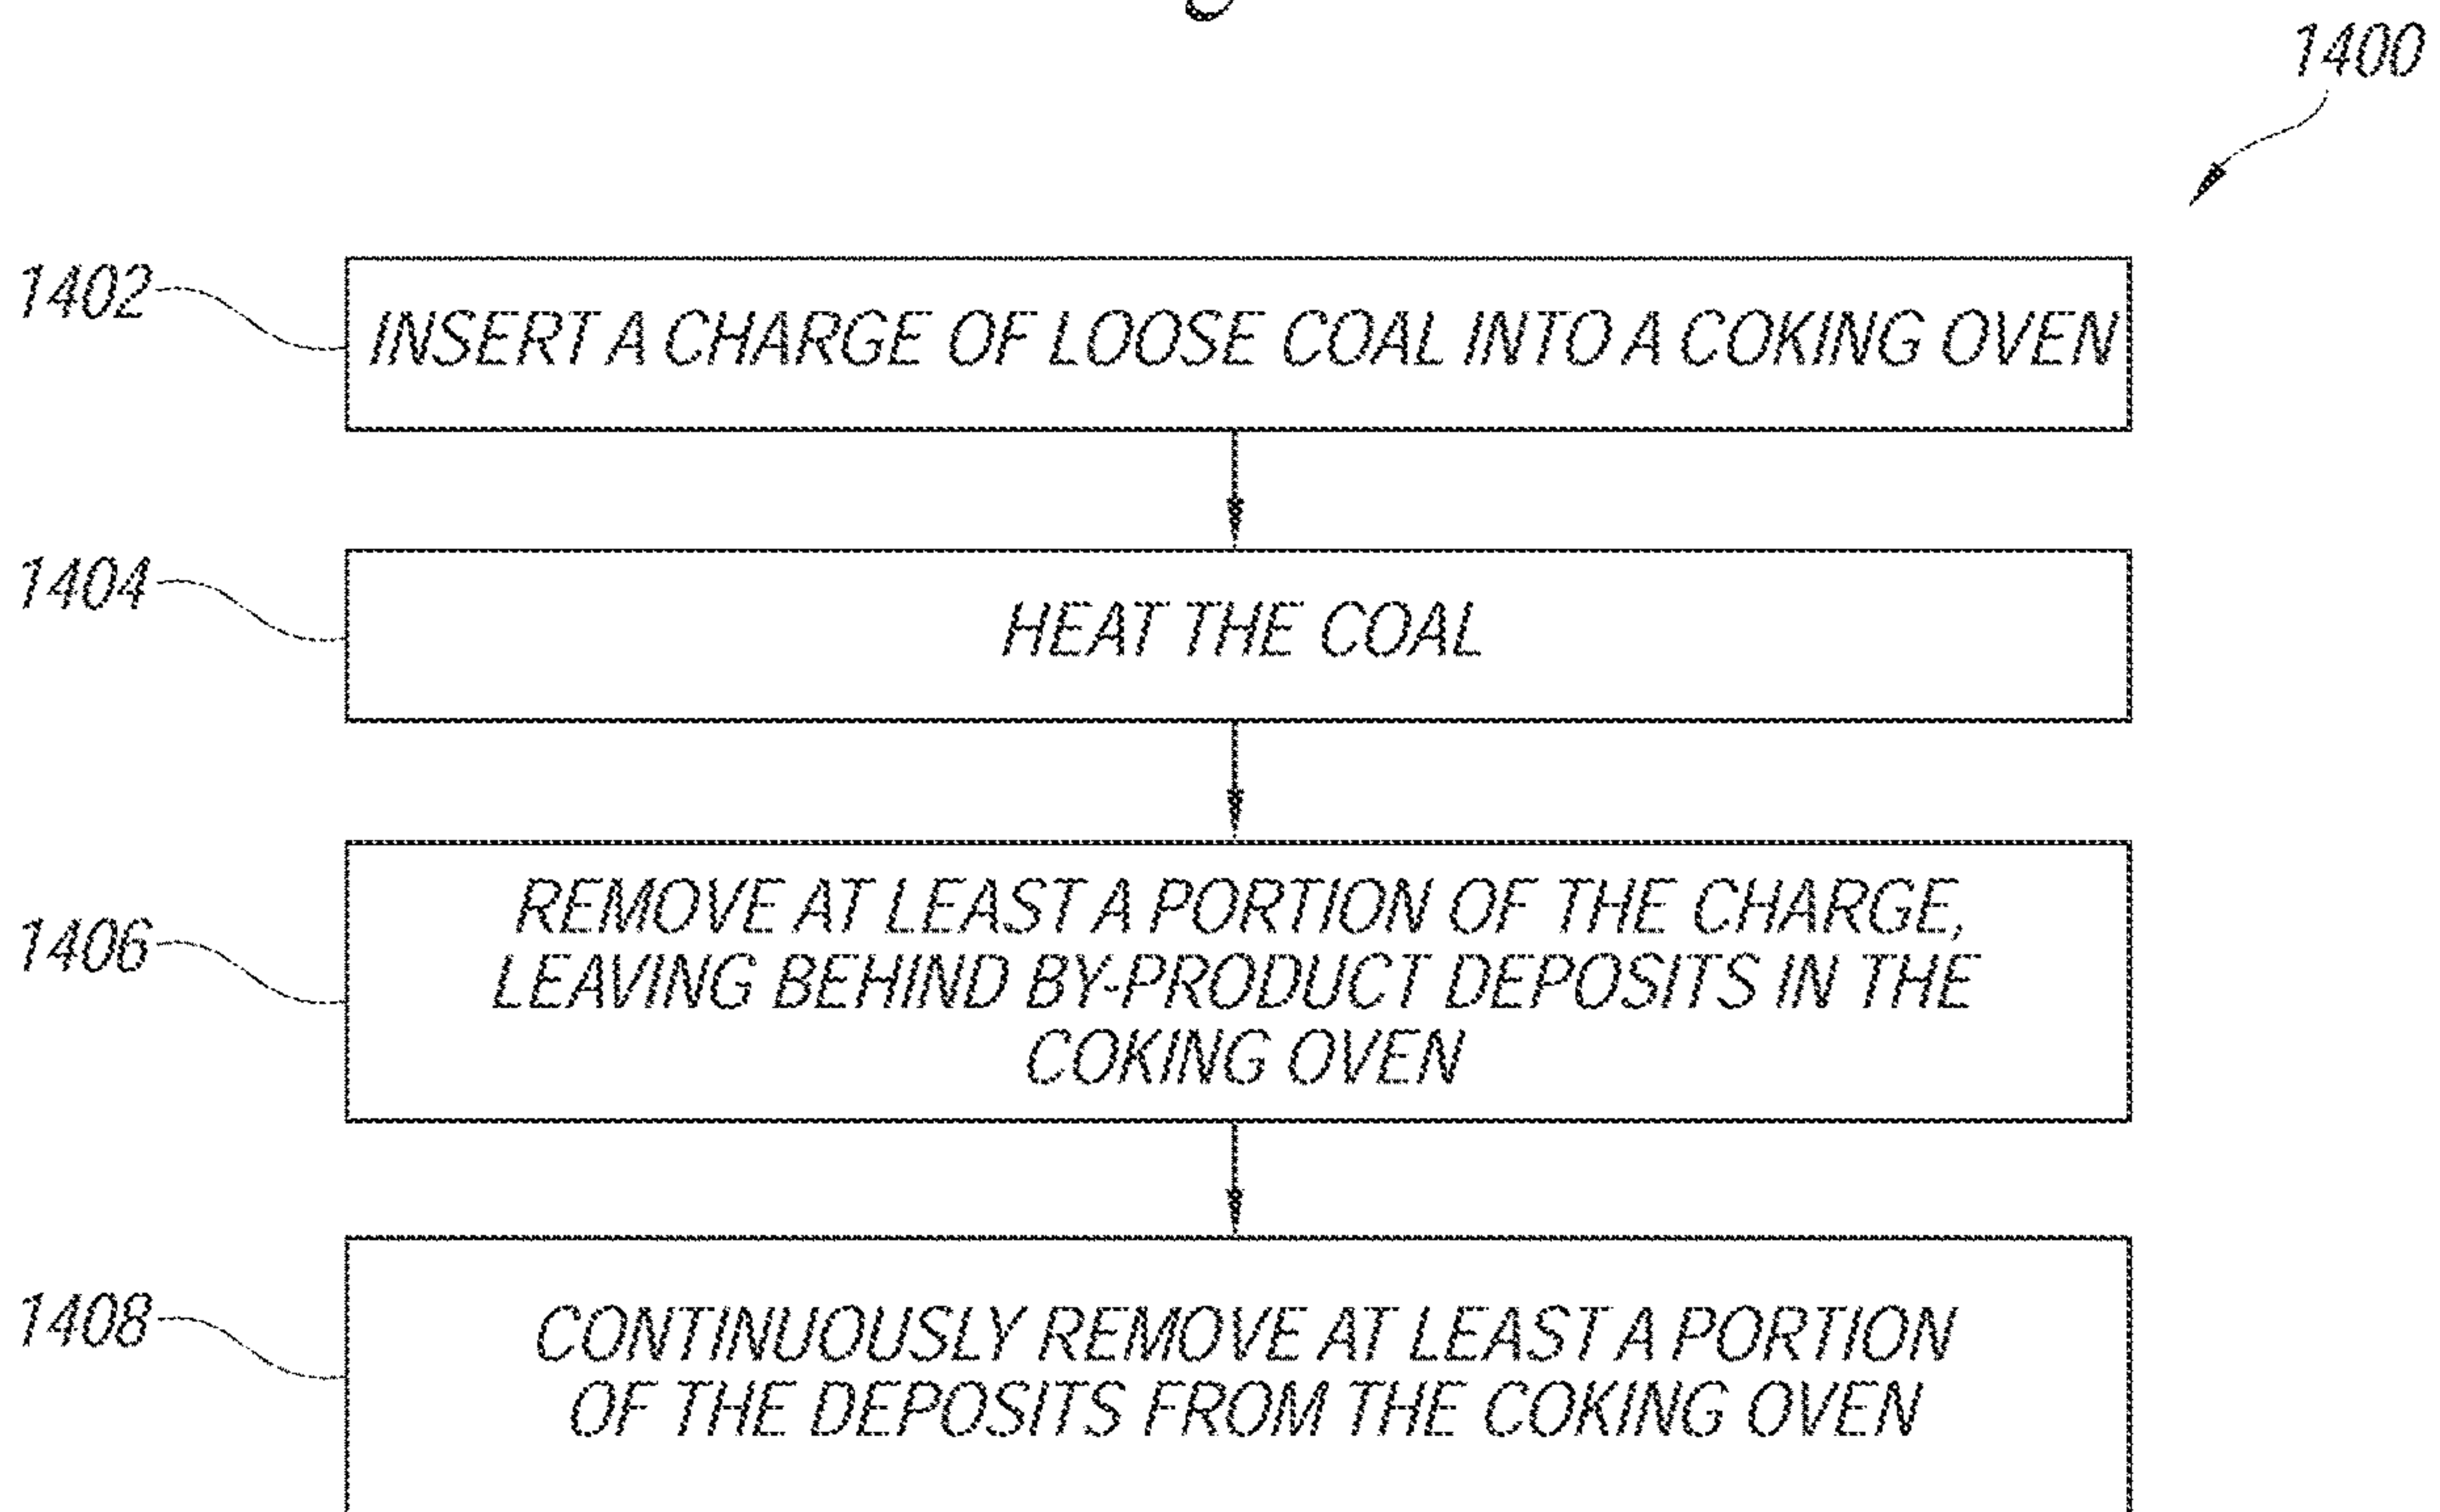 1400
1402
INSERT A CHARGE OF LOOSE COAL INTO A COKING OVEN
1404
HEAT THE COAL
1406
REMOVE AT LEAST A PORTION OF THE CHARGE,
LEAVING BEHIND BY-PRODUCT DEPOSITS IN THE
COKING OVEN
1408
CONTINUOUSLY REMOVE AT LEAST A PORTION
OF THE DEPOSITS FROM THE COKING OVEN